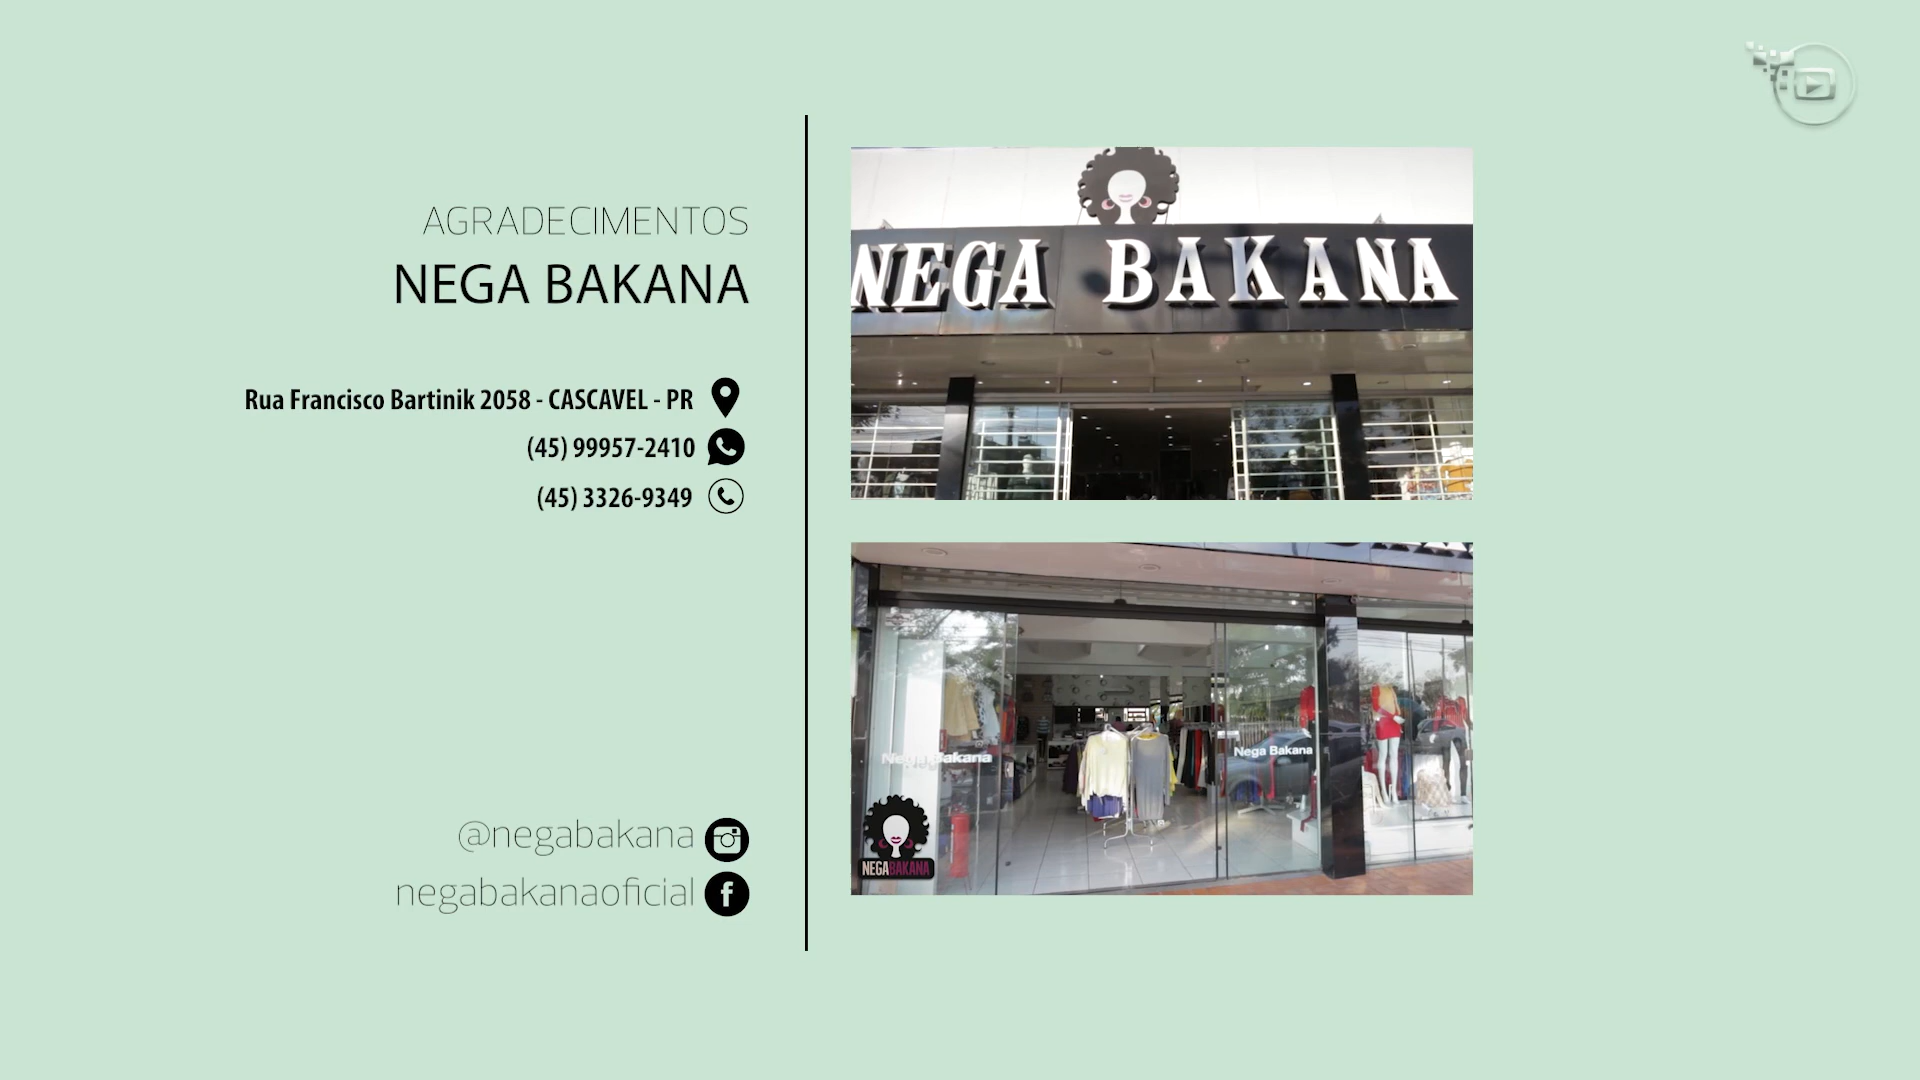 AGRADECIMENTOS
NEGA BAKANA
Rua Francisco Bartinik 2058 - CASCAVEL - PR
(45) 99957-2410
(45) 3326-9349
@negabakana
negabakanaoficial
NEGA BAKANA
Nega Bakana
Nega Bakana
NEGABAKANA